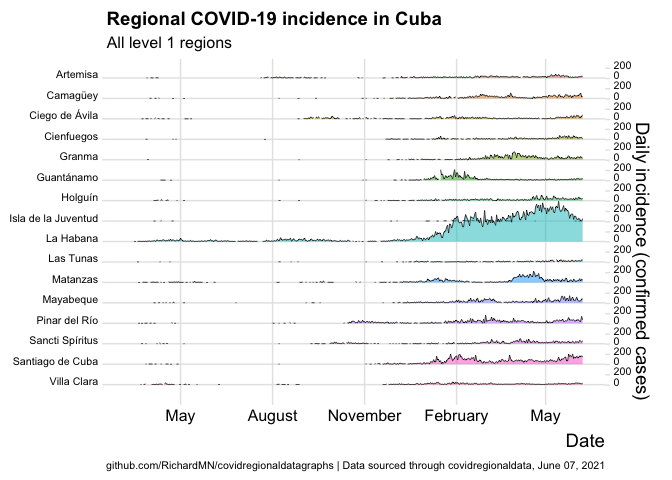 Regional COVID-19 incidence in Cuba
All level 1 regions
Artemisa
200
0
Camagüey
200
0
Ciego de Ávila
200
0
Cienfuegos
200
0
Granma
200
0
Guantánamo
200
0
Holguín
200
0
Isla de la Juventud
200
0
La Habana
200
0
Las Tunas
200
0
Matanzas
200
0
Mayabeque
200
0
Pinar del Río
200
0
Sancti Spíritus
200
0
Santiago de Cuba
200
0
Villa Clara
200
0
Daily incidence (confirmed cases)
May August November February May
Date
github.com/RichardMN/covidregionaldatagraphs | Data sourced through covidregionaldata, June 07, 2021